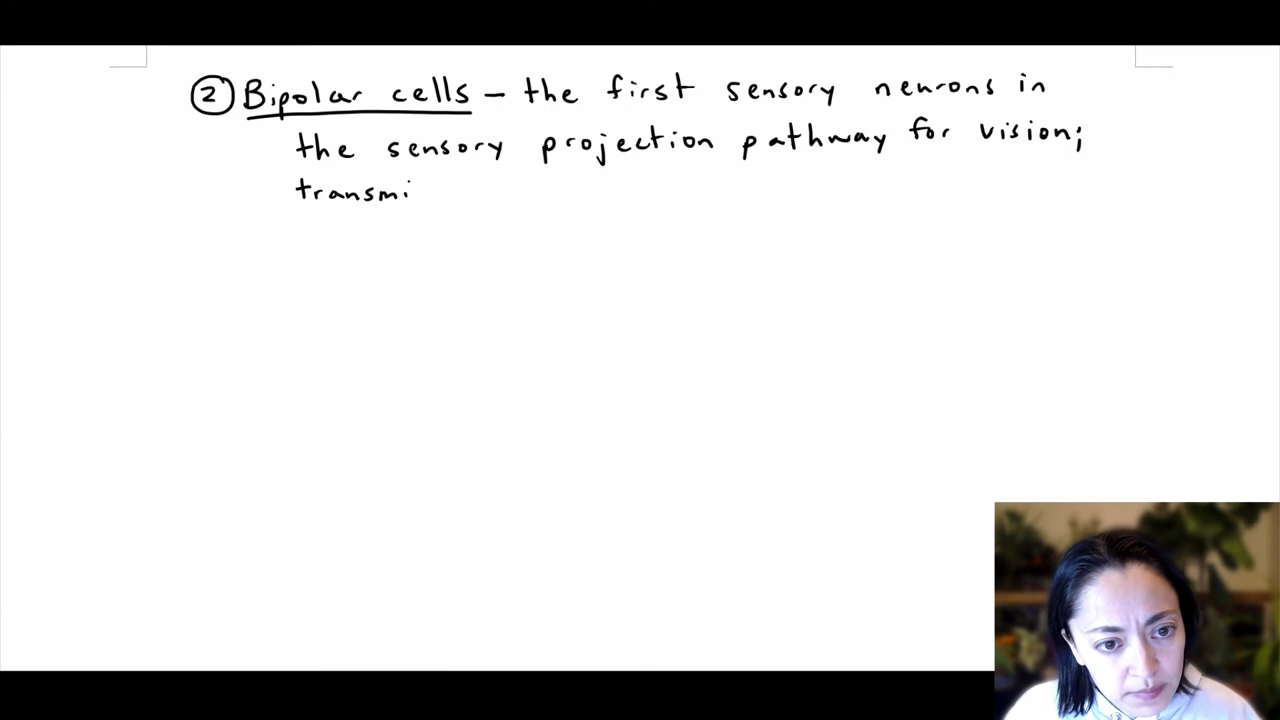 ② Bipolar cells – the first sensory neurons in
the sensory projection pathway for vision;
transmi